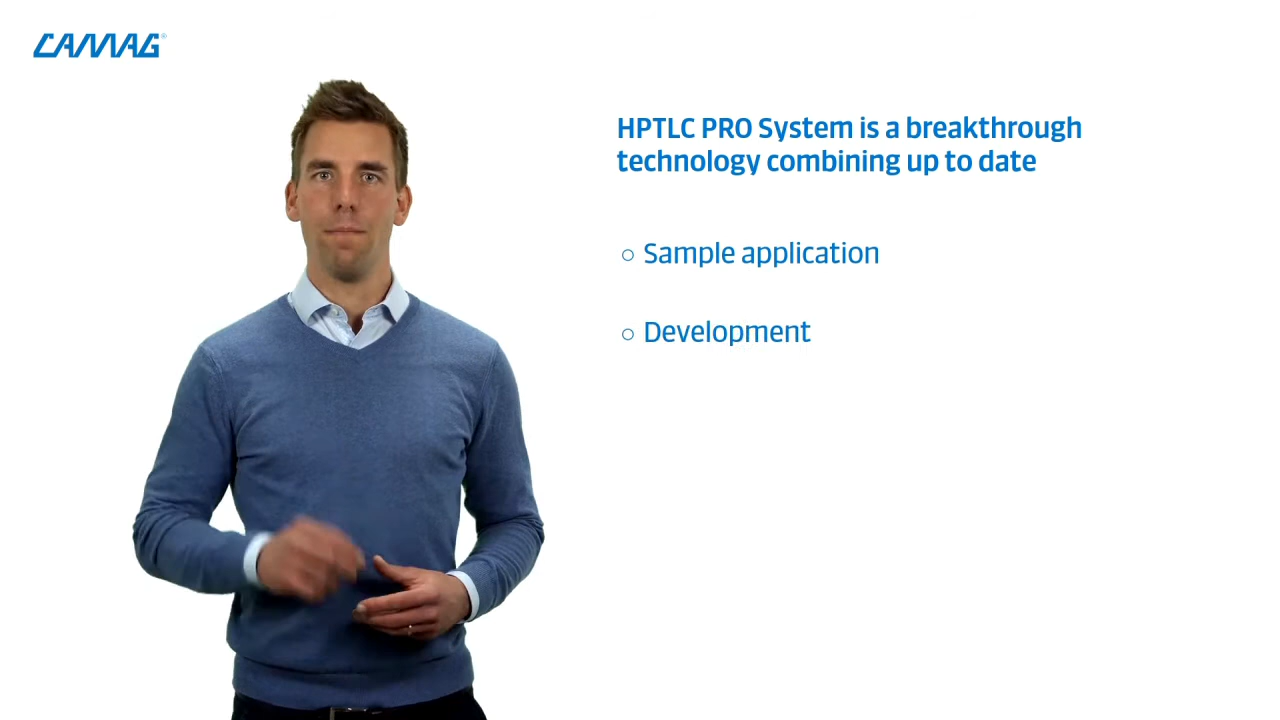 CAMAG®
HPTLC PRO System is a breakthrough
technology combining up to date
○ Sample application
○ Development